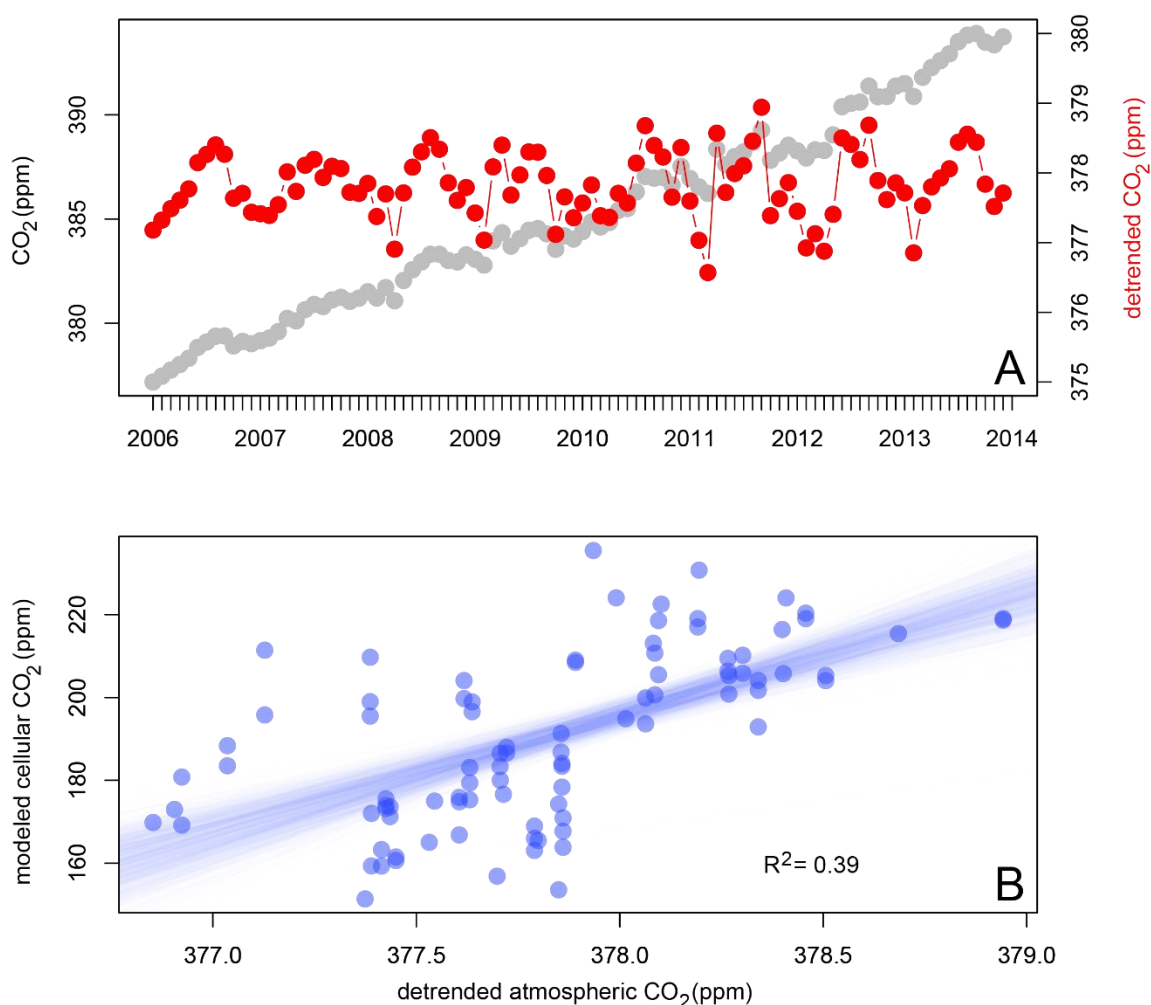 CO2 (ppm)
390
385
380
380
379
378
377
376
375
detrended CO2 (ppm)
A
2006 2007 2008 2009 2010 2011 2012 2013 2014
modeled cellular CO2 (ppm)
220
200
180
160
R2= 0.39
B
377.0 377.5 378.0 378.5 379.0
detrended atmospheric CO2 (ppm)